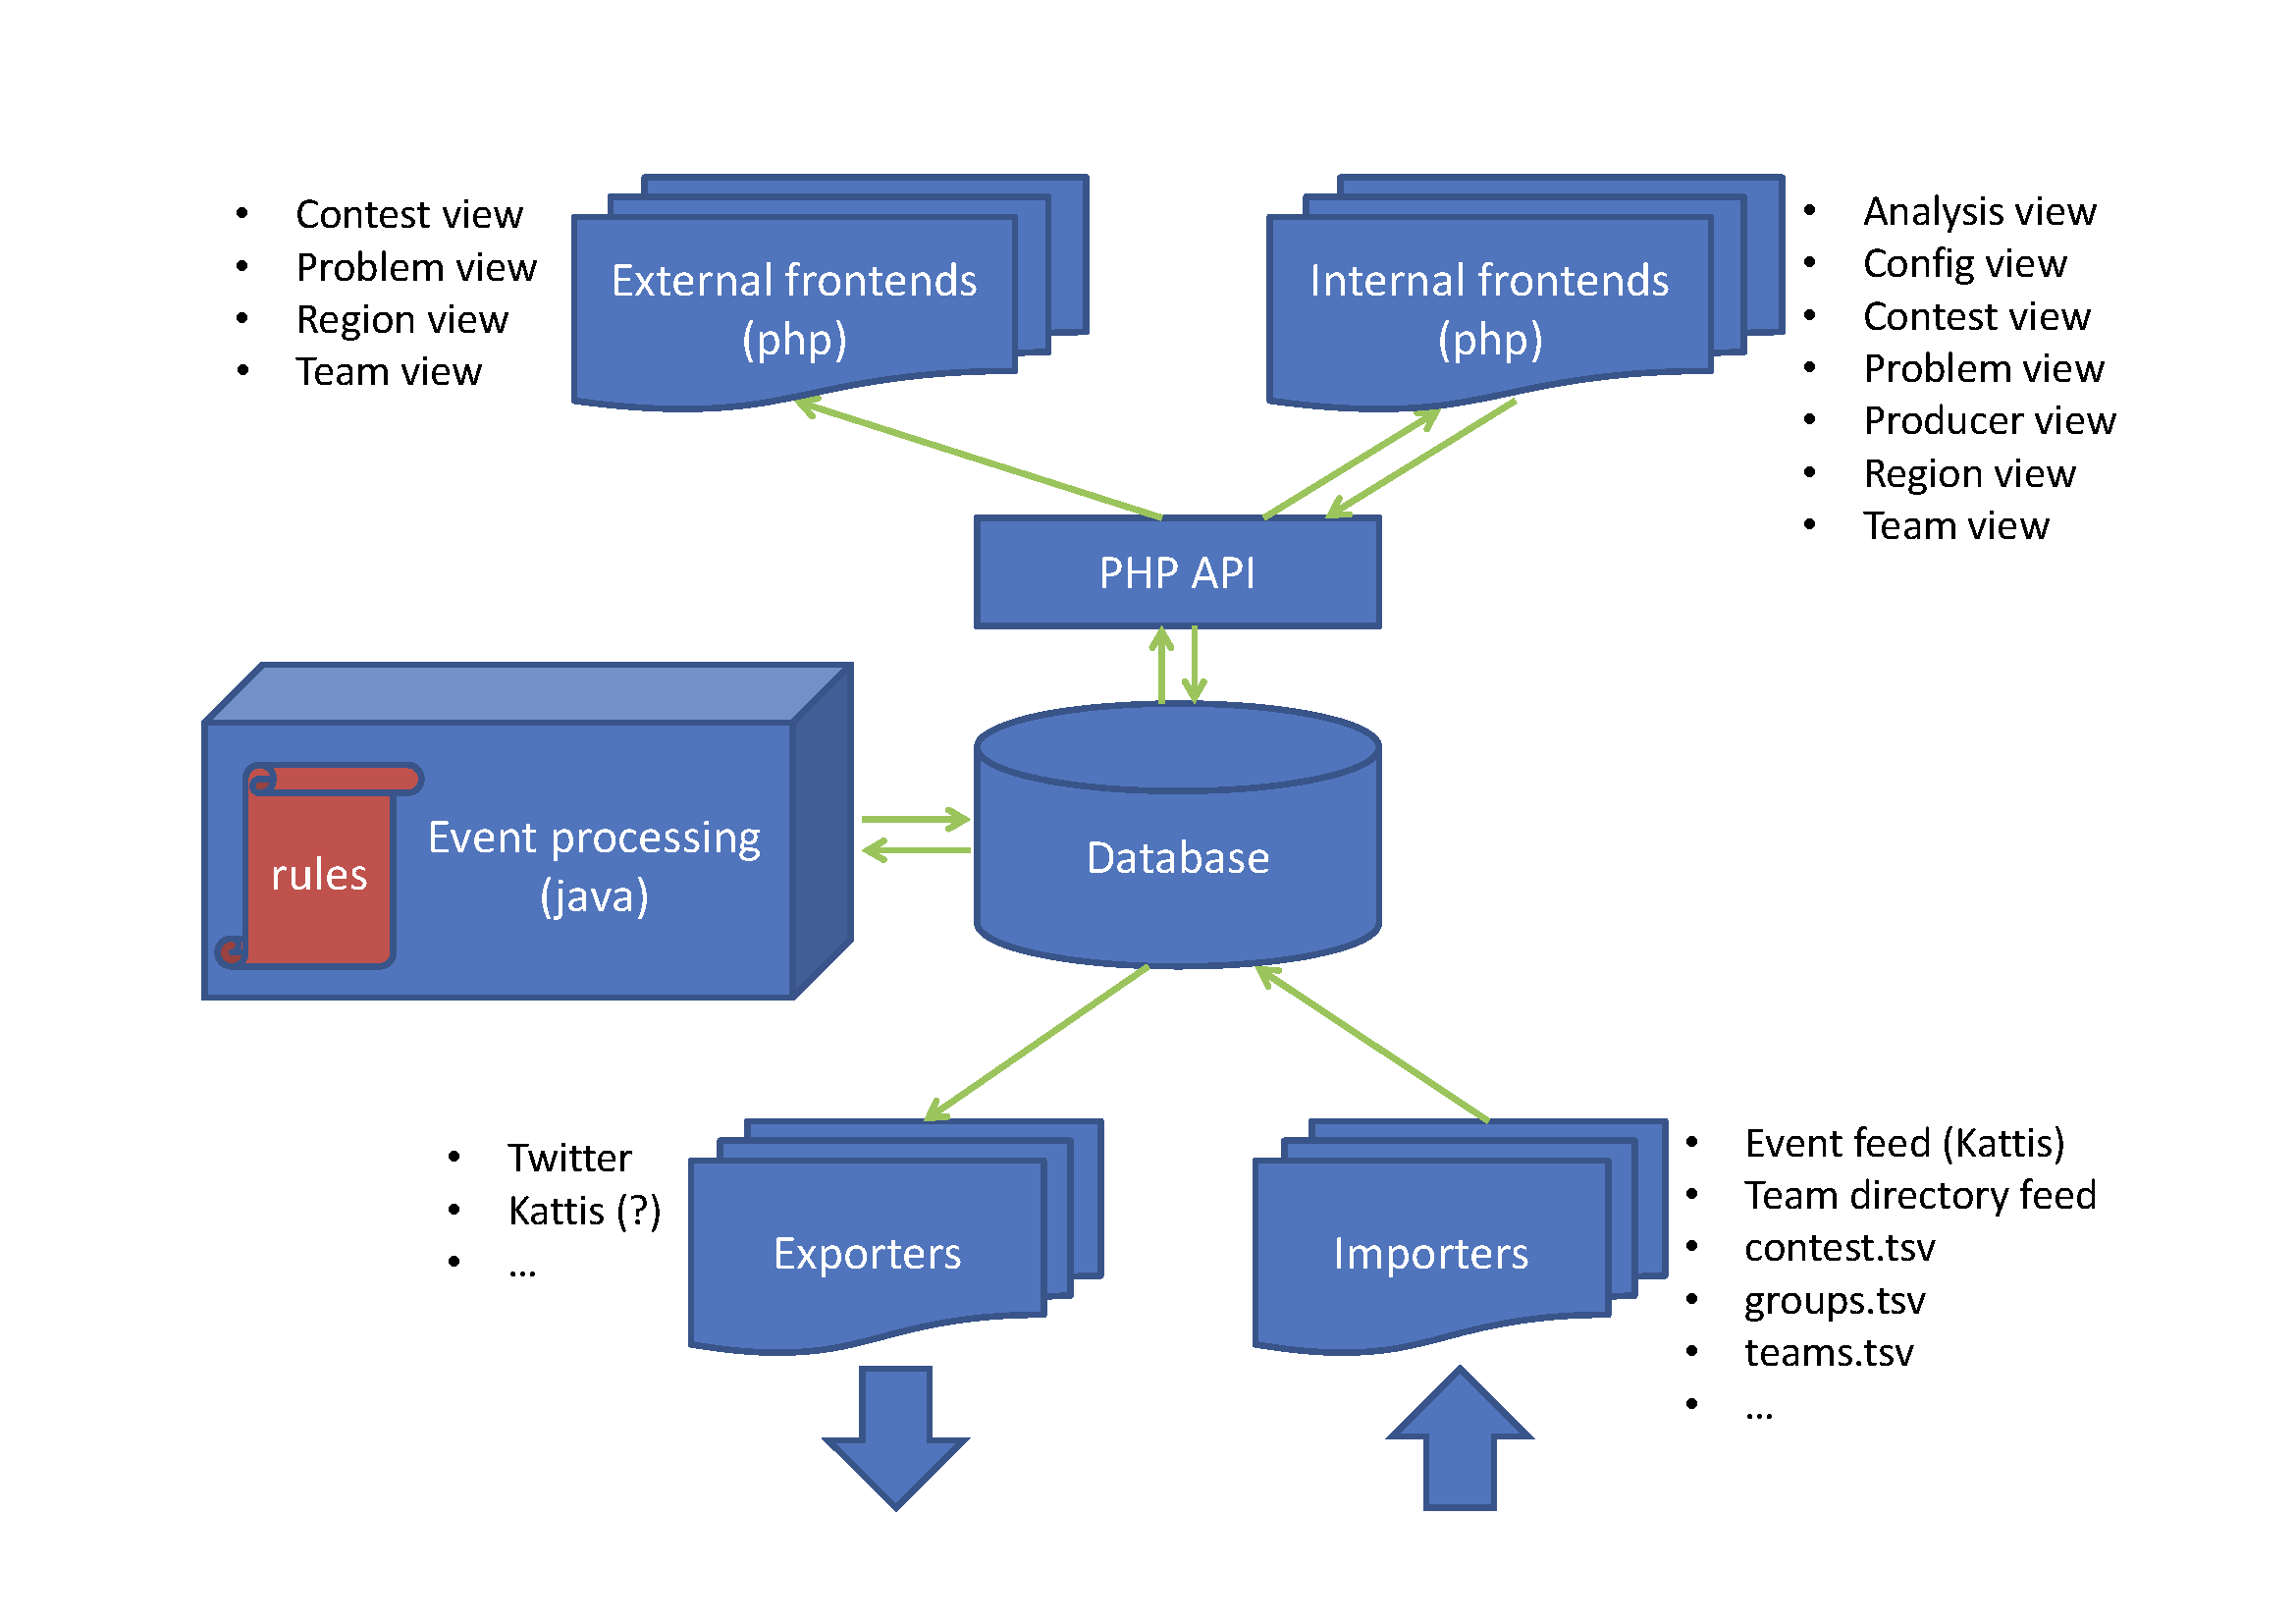 • Contest view
• Problem view
• Region view
• Team view
External frontends
(php)
Internal frontends
(php)
• Analysis view
• Config view
• Contest view
• Problem view
• Producer view
• Region view
• Team view
PHP API
rules
Event processing
(java)
Database
• Twitter
• Kattis (?)
• ...
Exporters
Importers
• Event feed (Kattis)
• Team directory feed
• contest.tsv
• groups.tsv
• teams.tsv
• ...